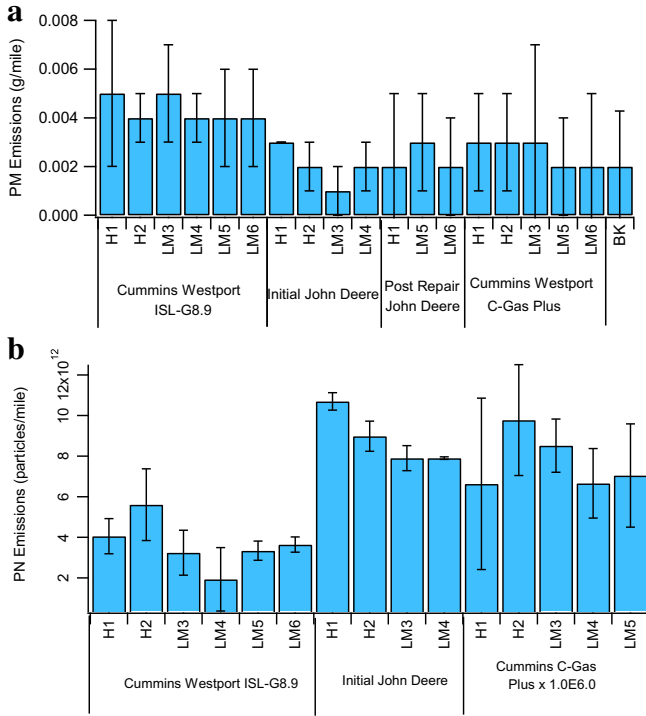 a
PM Emissions (g/mile)
0.008
0.006
0.004
0.002
0.000
H1 H2 LM3 LM4 LM5 LM6 H1 H2 LM3 LM4 H1 LM5 LM6 H1 H2 LM3 LM5 LM6 BK
Cummins Westport
ISL-G8.9
Initial John Deere
Post Repair
John Deere
Cummins Westport
C-Gas Plus
b
PN Emissions (particles/mile)
12x10¹²
10
8
6
4
2
H1 H2 LM3 LM4 LM5 LM6 H1 H2 LM3 LM4 H1 H2 LM3 LM4 LM5
Cummins Westport ISL-G8.9
Initial John Deere
Cummins C-Gas
Plus x 1.0E6.0